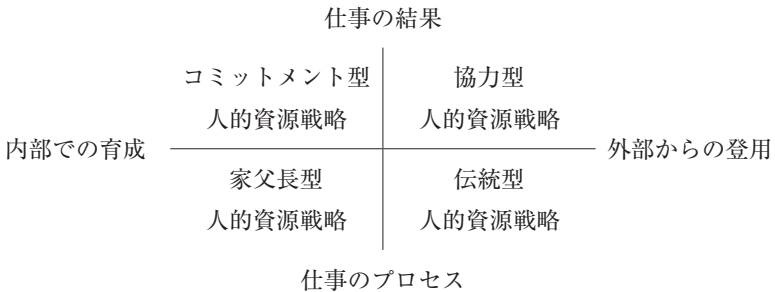 仕事の結果
コミットメント型 協力型
人的資源戦略 人的資源戦略
内部での育成 外部からの登用
家父長型 伝統型
人的資源戦略 人的資源戦略
仕事のプロセス